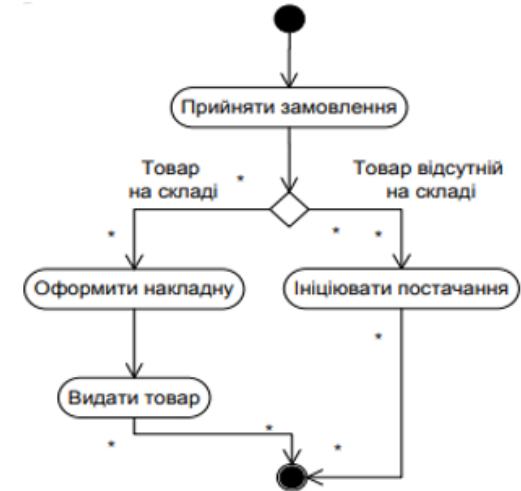 Прийняти замовлення
Товар
на складі
*
Товар відсутній
на складі
*
*
*
Оформити накладну
Ініціювати постачання
*
Видати товар
*
*
*